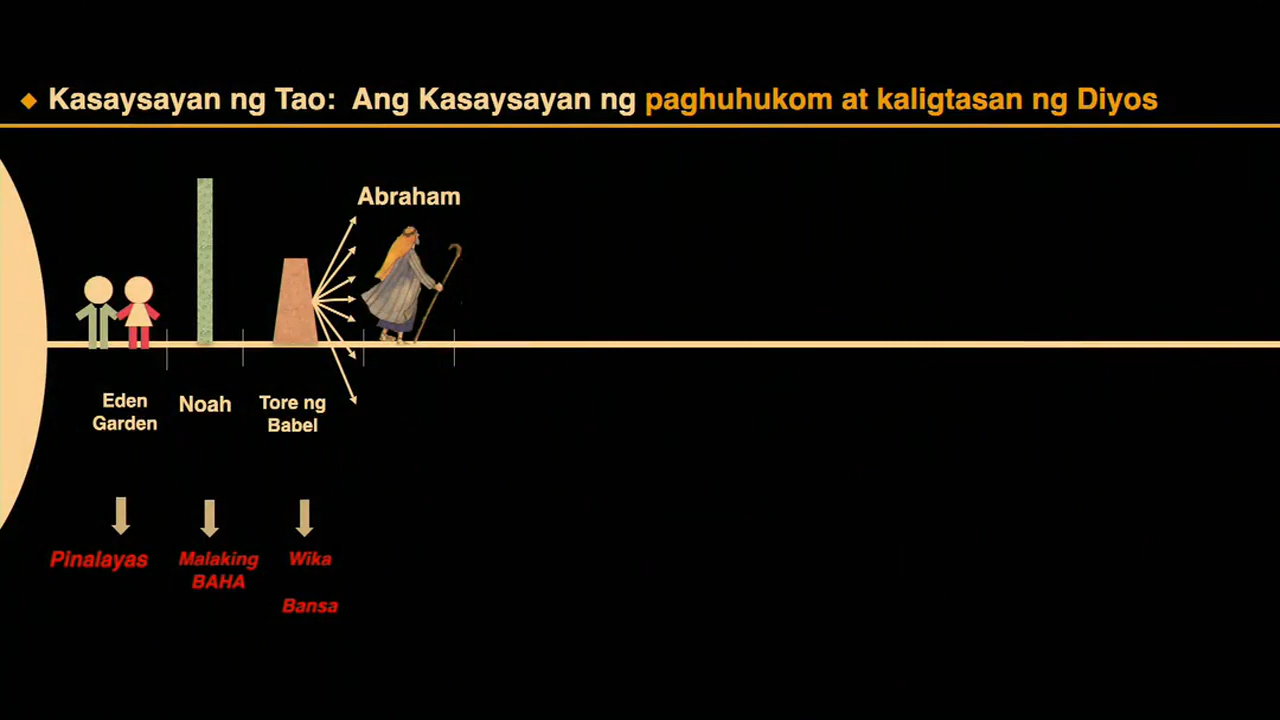 Kasaysayan ng Tao: Ang Kasaysayan ng paghuhukom at kaligtasan ng Diyos
Abraham
Eden
Garden
Noah
Tore ng
Babel
Pinalayas
Malaking
BAHA
Wika
Bansa